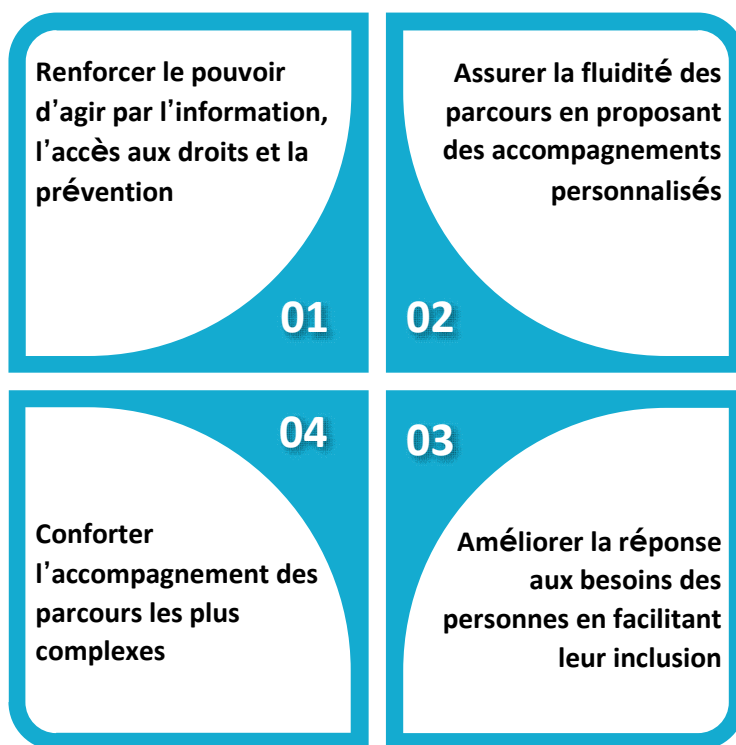 Renforcer le pouvoir
d'agir par l'information,
l'accès aux droits et la
prévention
01
Assurer la fluidité des
parcours en proposant
des accompagnements
personnalisés
02
04
Conforter
l'accompagnement des
parcours les plus
complexes
03
Améliorer la réponse
aux besoins des
personnes en facilitant
leur inclusion